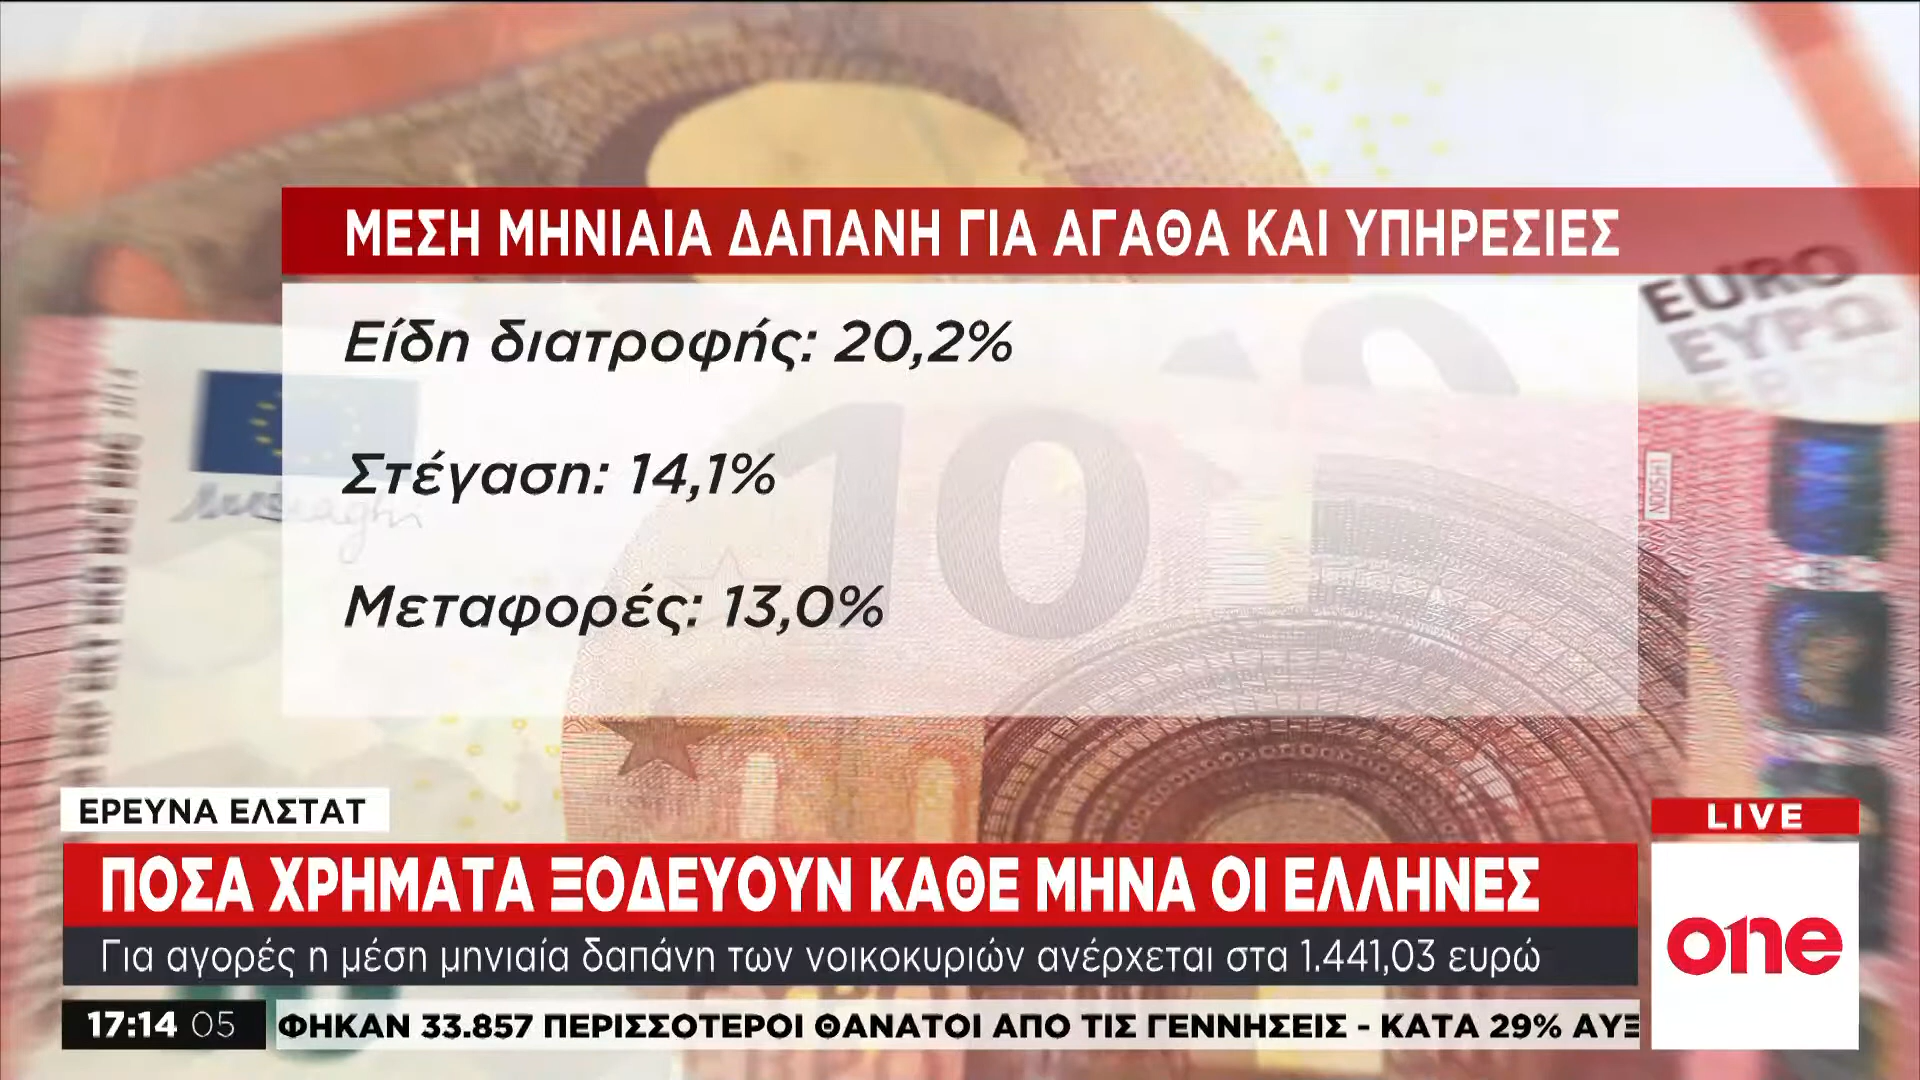 ΜΕΣΗ ΜΗΝΙΑΙΑ ΔΑΠΑΝΗ ΓΙΑ ΑΓΑΘΑ ΚΑΙ ΥΠΗΡΕΣΙΕΣ
Είδη διατροφής: 20,2%
Στέγαση: 14,1%
Μεταφορές: 13,0%
10
EURO
ΕΥΡΩ
ΕΡΕΥΝΑ ΕΛΣΤΑΤ
LIVE
ΠΟΣΑ ΧΡΗΜΑΤΑ ΞΟΔΕΥΟΥΝ ΚΑΘΕ ΜΗΝΑ ΟΙ ΕΛΛΗΝΕΣ
Για αγορές η μέση μηνιαία δαπάνη των νοικοκυριών ανέρχεται στα 1.441,03 ευρώ
one
17:14 05
ΦΗΚΑΝ 33.857 ΠΕΡΙΣΣΟΤΕΡΟΙ ΘΑΝΑΤΟΙ ΑΠΟ ΤΙΣ ΓΕΝΝΗΣΕΙΣ - ΚΑΤΑ 29% ΑΥΞ